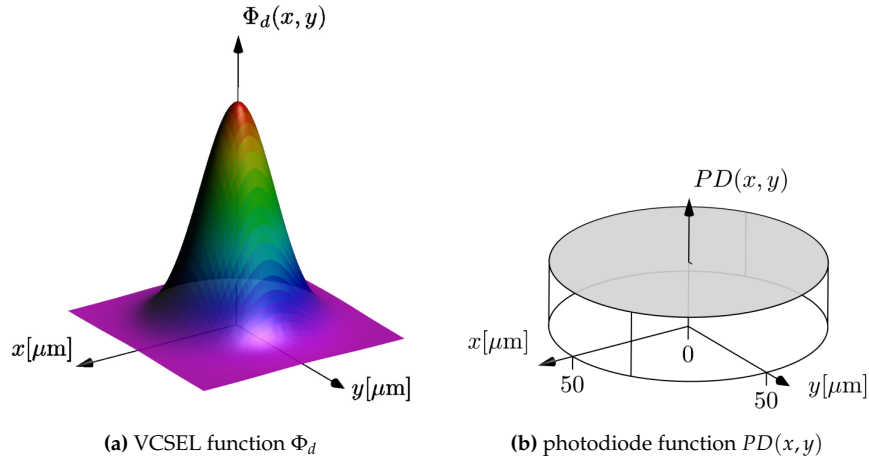 Φ_d(x, y)
x[µm]
y[µm]
(a) VCSEL function Φ_d
PD(x, y)
x[µm]
50
0
50
y[µm]
(b) photodiode function PD(x, y)